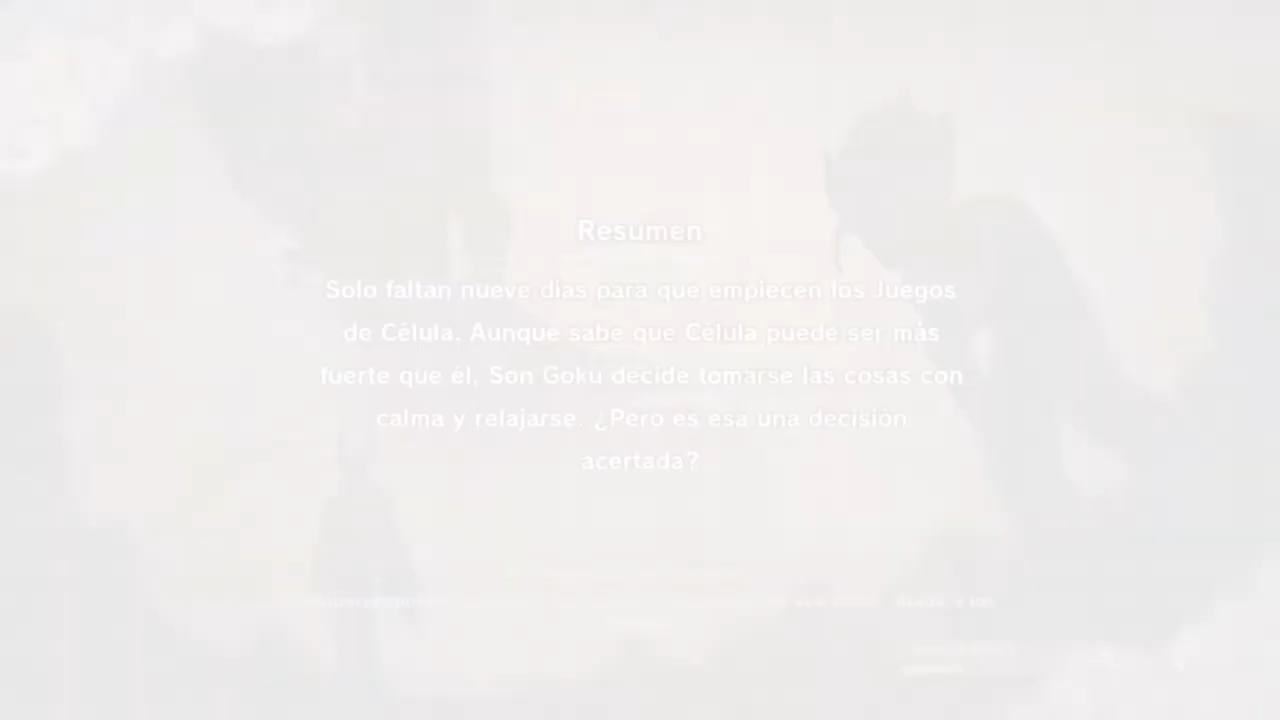 Resumen
Solo faltan nueve días para que empiecen los Juegos
de Célula. Aunque sabe que Célula puede ser más
fuerte que él, Son Goku decide tomarse las cosas con
calma y relajarse. ¿Pero es esa una decisión
acertada?